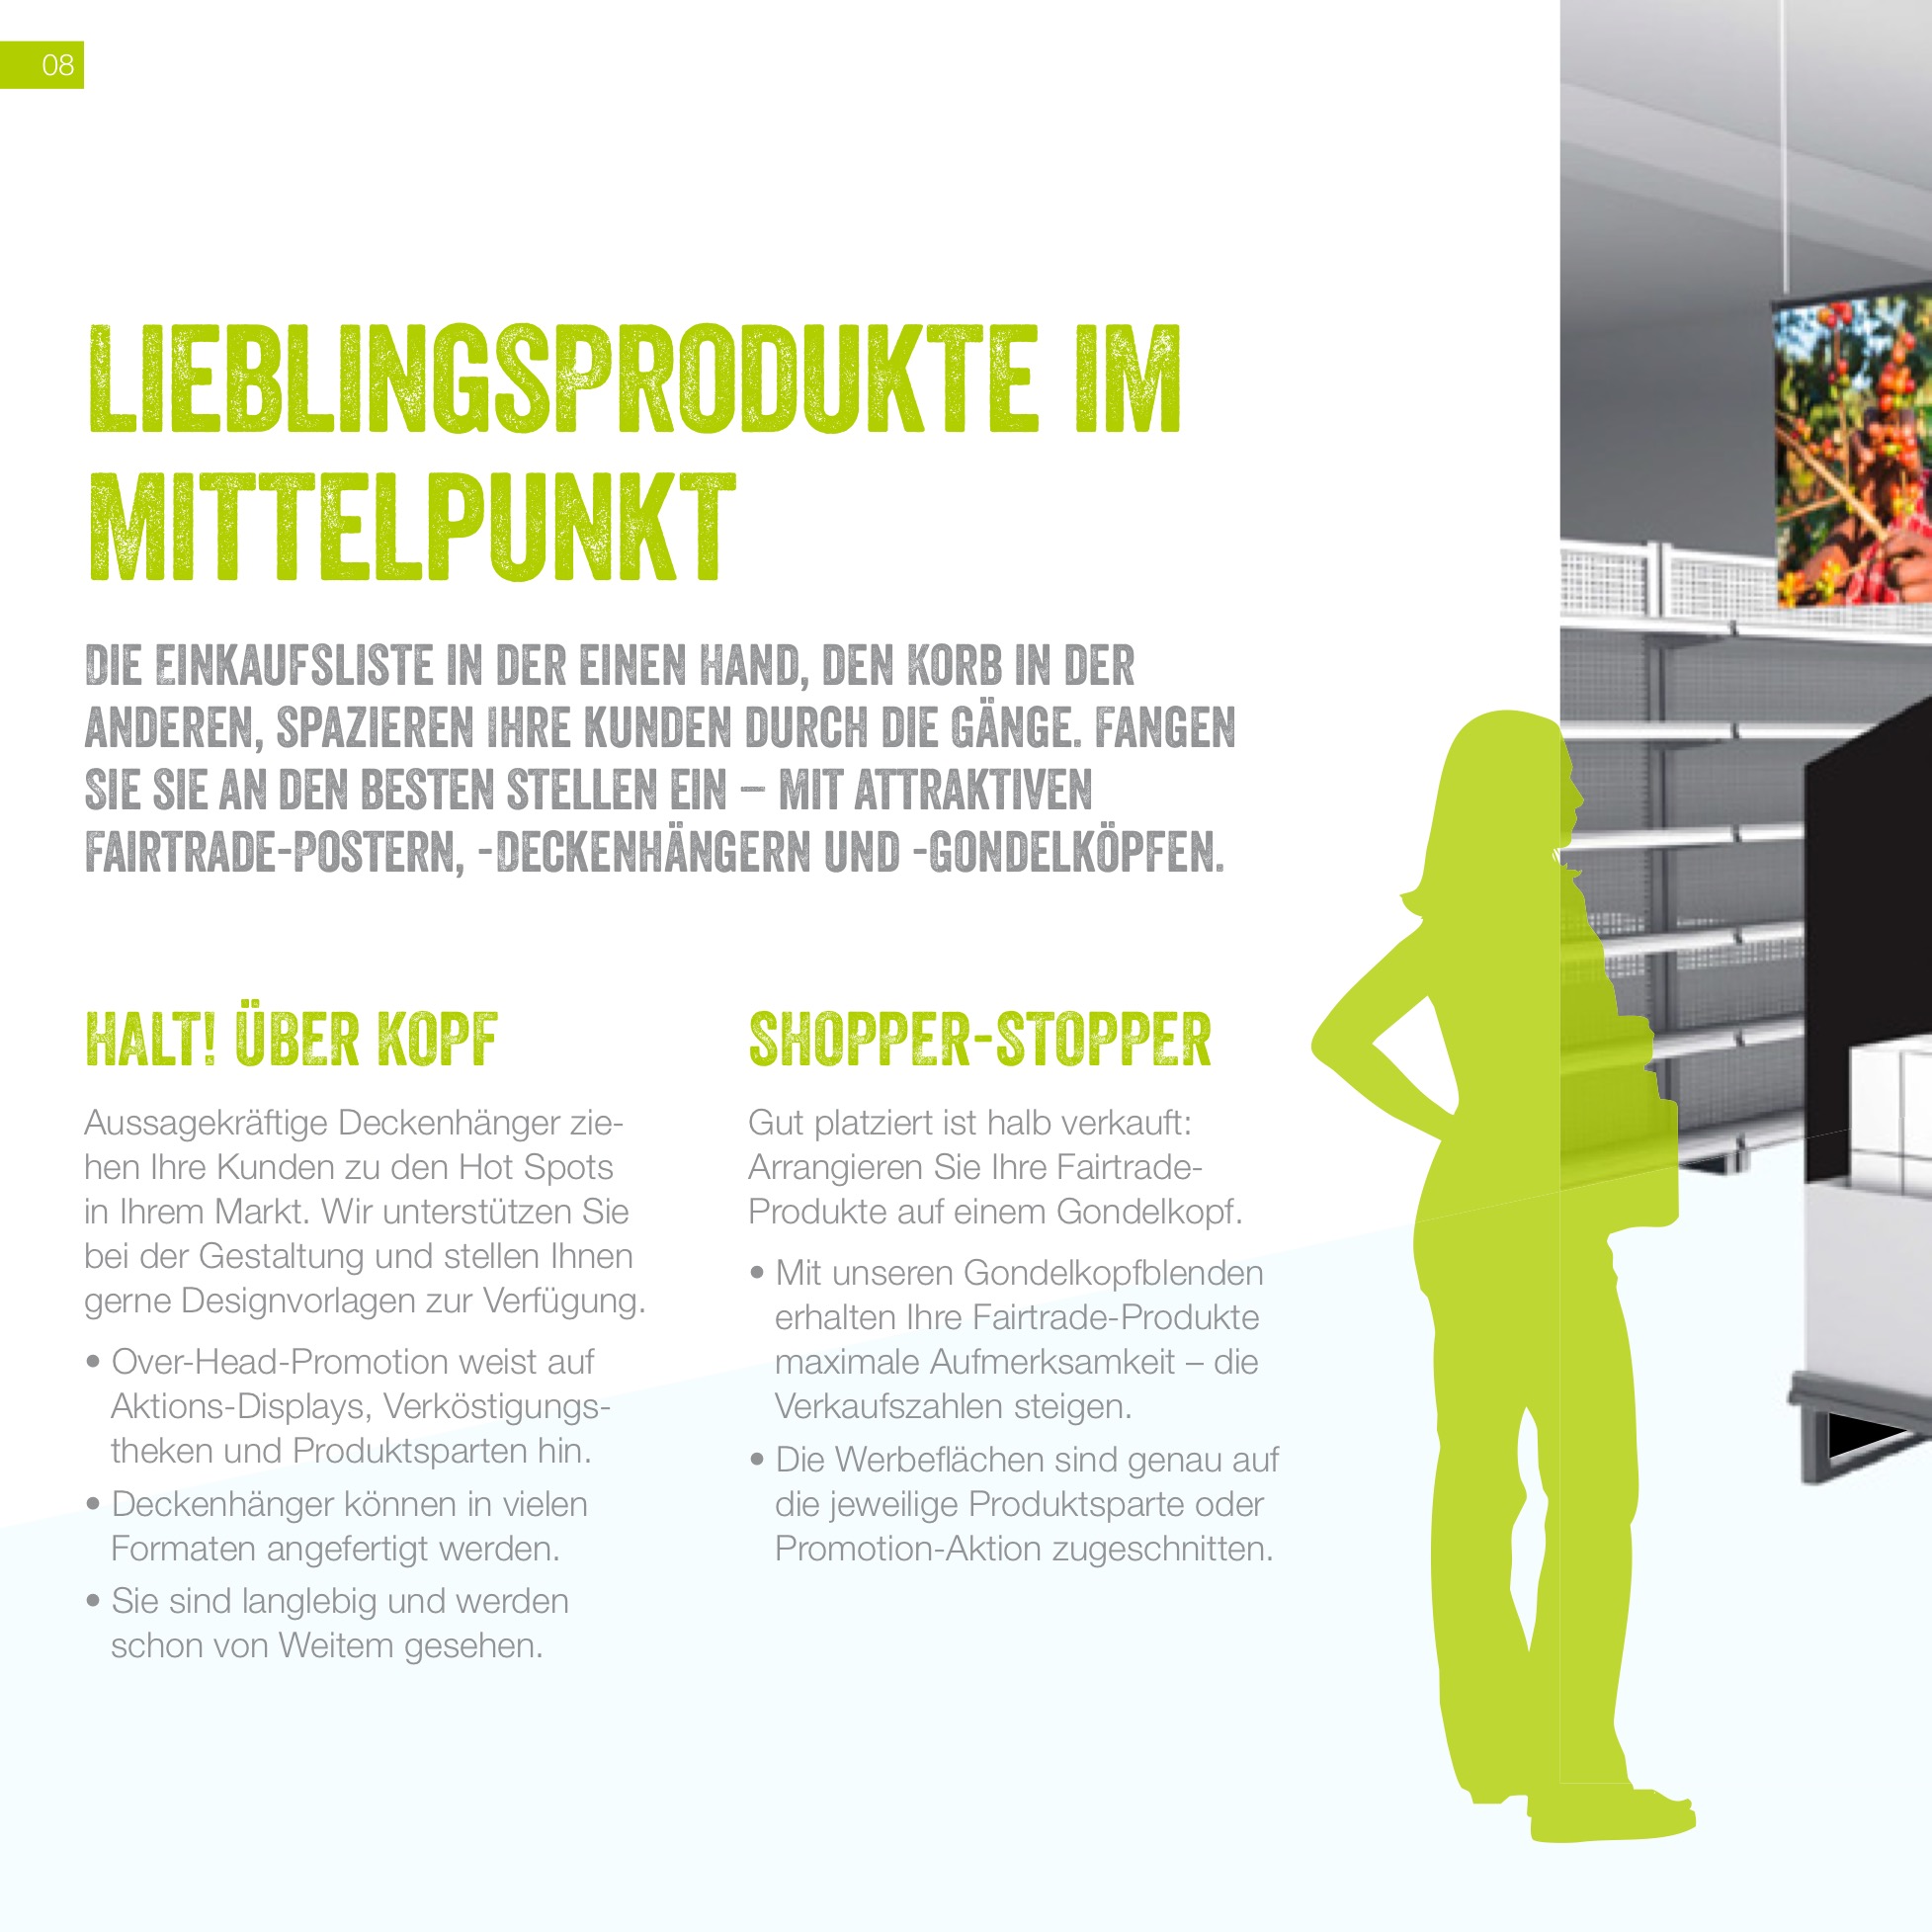 08
LIEBLINGSPRODUKTE IM
MITTELPUNKT
DIE EINKAUFSLISTE IN DER EINEN HAND, DEN KORB IN DER
ANDEREN, SPAZIEREN IHRE KUNDEN DURCH DIE GÄNGE. FANGEN
SIE SIE AN DEN BESTEN STELLEN EIN – MIT ATTRAKTIVEN
FAIRTRADE-POSTERN, -DECKENHÄNGERN UND -GONDELKÖPFEN.
HALT! ÜBER KOPF
Aussagekräftige Deckenhänger zie-
hen Ihre Kunden zu den Hot Spots
in Ihrem Markt. Wir unterstützen Sie
bei der Gestaltung und stellen Ihnen
gerne Designvorlagen zur Verfügung.
• Over-Head-Promotion weist auf
Aktions-Displays, Verköstigungs-
theken und Produktsparten hin.
• Deckenhänger können in vielen
Formaten angefertigt werden.
• Sie sind langlebig und werden
schon von Weitem gesehen.
SHOPPER-STOPPER
Gut platziert ist halb verkauft:
Arrangieren Sie Ihre Fairtrade-
Produkte auf einem Gondelkopf.
• Mit unseren Gondelkopfblenden
erhalten Ihre Fairtrade-Produkte
maximale Aufmerksamkeit – die
Verkaufszahlen steigen.
• Die Werbeflächen sind genau auf
die jeweilige Produktsparte oder
Promotion-Aktion zugeschnitten.